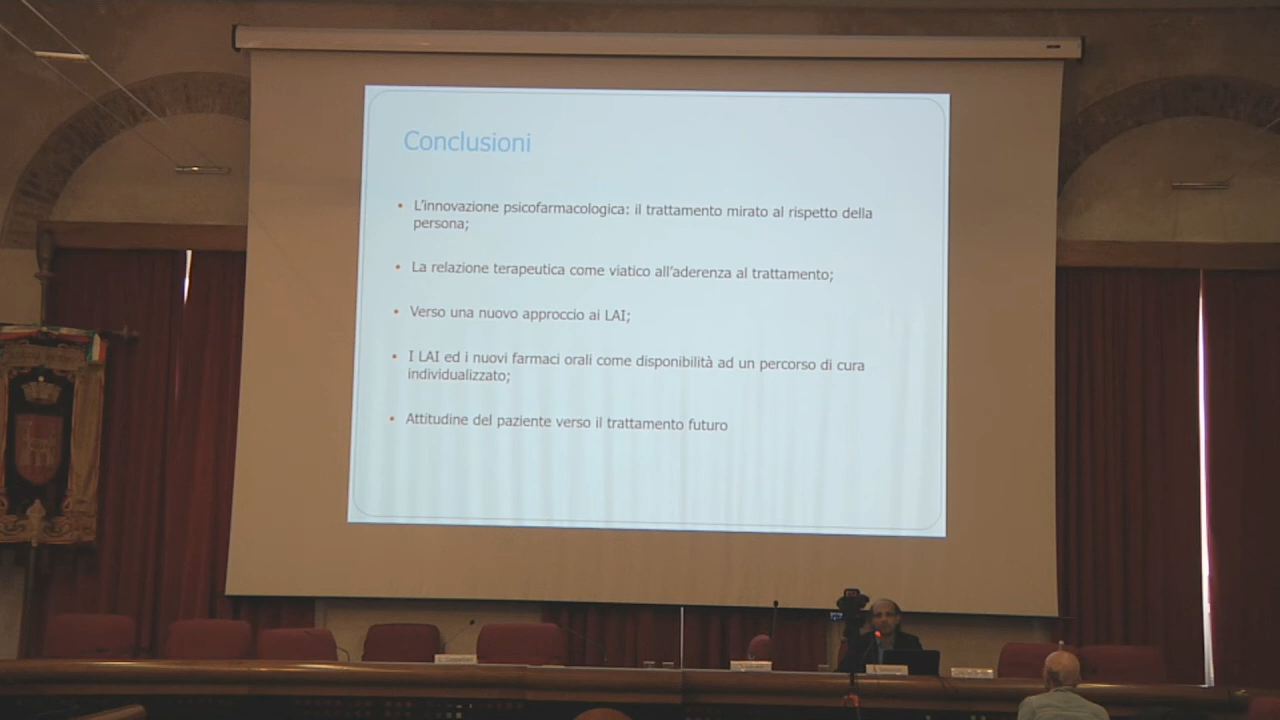 Conclusioni
• L'innovazione psicofarmacologica: il trattamento mirato al rispetto della
persona;
• La relazione terapeutica come viatico all'aderenza al trattamento;
• Verso una nuovo approccio ai LAI;
• I LAI ed i nuovi farmaci orali come disponibilità ad un percorso di cura
individualizzato;
• Attitudine del paziente verso il trattamento futuro